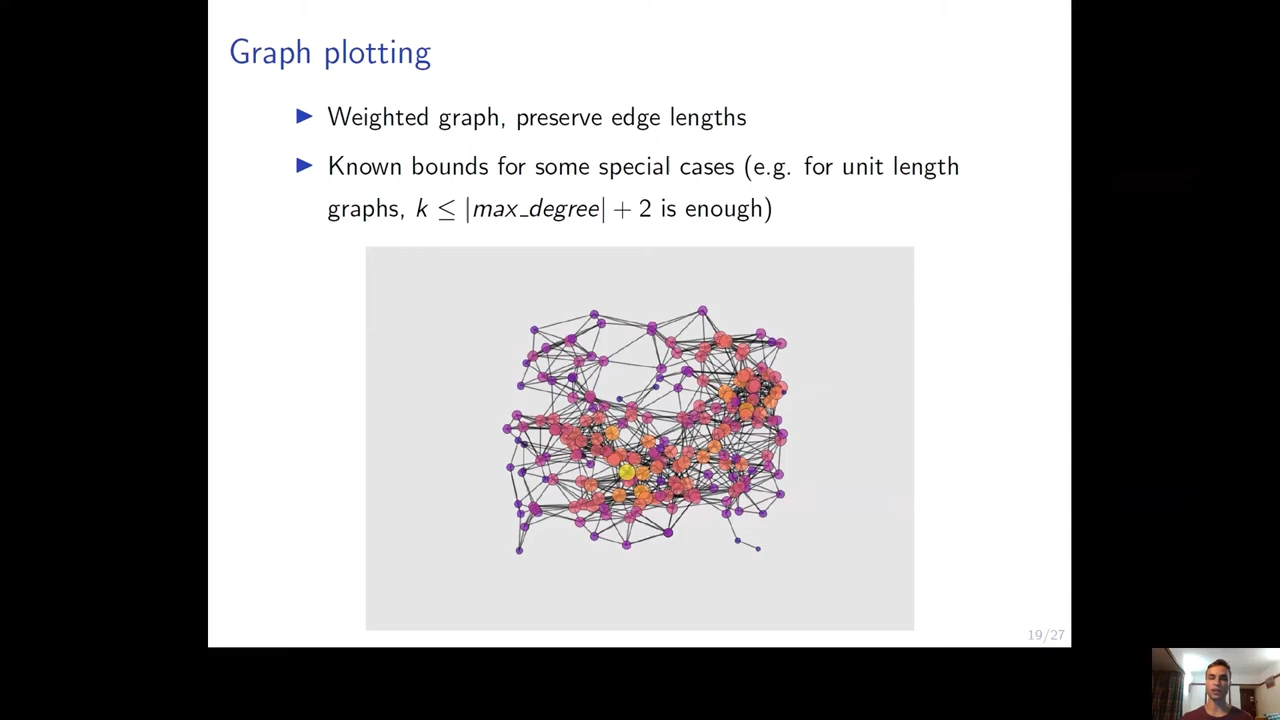 Graph plotting
▶ Weighted graph, preserve edge lengths
▶ Known bounds for some special cases (e.g. for unit length
graphs, k ≤ |max_degree| + 2 is enough)
19/27